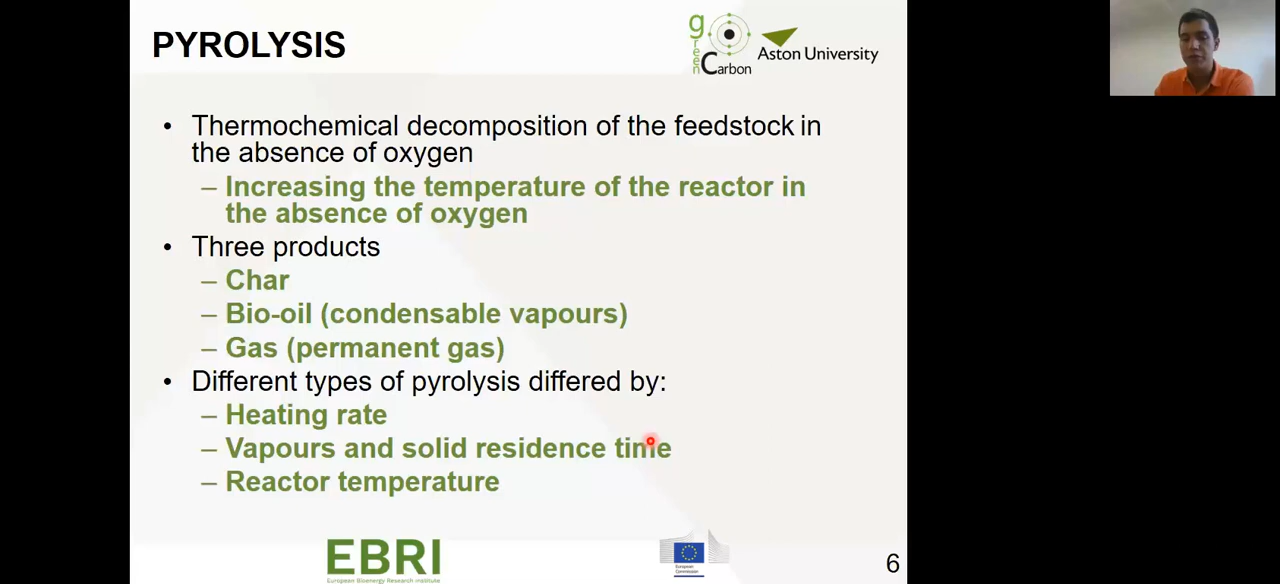 PYROLYSIS
green
Carbon
Aston University
• Thermochemical decomposition of the feedstock in
the absence of oxygen
– Increasing the temperature of the reactor in
the absence of oxygen
• Three products
– Char
– Bio-oil (condensable vapours)
– Gas (permanent gas)
• Different types of pyrolysis differed by:
– Heating rate
– Vapours and solid residence time
– Reactor temperature
EBRI
European Bioenergy Research Institute
European
Commission
6